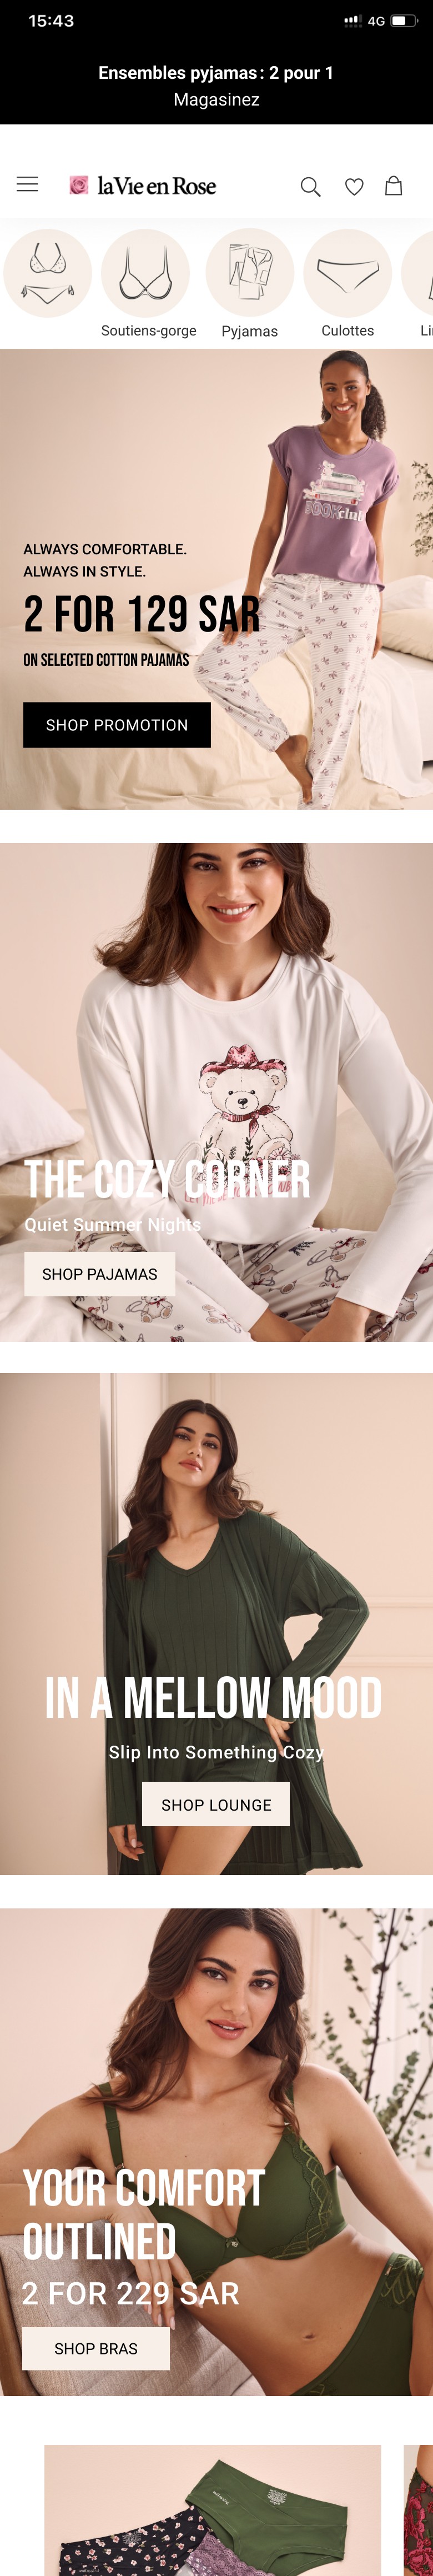 15:43
4G
Ensembles pyjamas : 2 pour 1
Magasinez
la Vie en Rose
Soutiens-gorge
Pyjamas
Culottes
BOOK club
ALWAYS COMFORTABLE.
ALWAYS IN STYLE.
2 FOR 129 SAR
ON SELECTED COTTON PAJAMAS
SHOP PROMOTION
THE COZY CORNER
Quiet Summer Nights
SHOP PAJAMAS
IN A MELLOW MOOD
Slip Into Something Cozy
SHOP LOUNGE
YOUR COMFORT
OUTLINED
2 FOR 229 SAR
SHOP BRAS